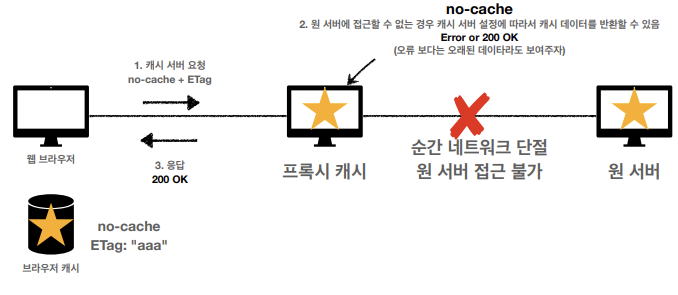 no-cache
2. 원 서버에 접근할 수 없는 경우 캐시 서버 설정에 따라서 캐시 데이터를 반환할 수 있음
Error or 200 OK
(오류 보다는 오래된 데이타라도 보여주자)
1. 캐시 서버 요청
no-cache + ETag
웹 브라우저
3. 응답
200 OK
프록시 캐시
순간 네트워크 단절
원 서버 접근 불가
원 서버
no-cache
ETag: "aaa"
브라우저 캐시